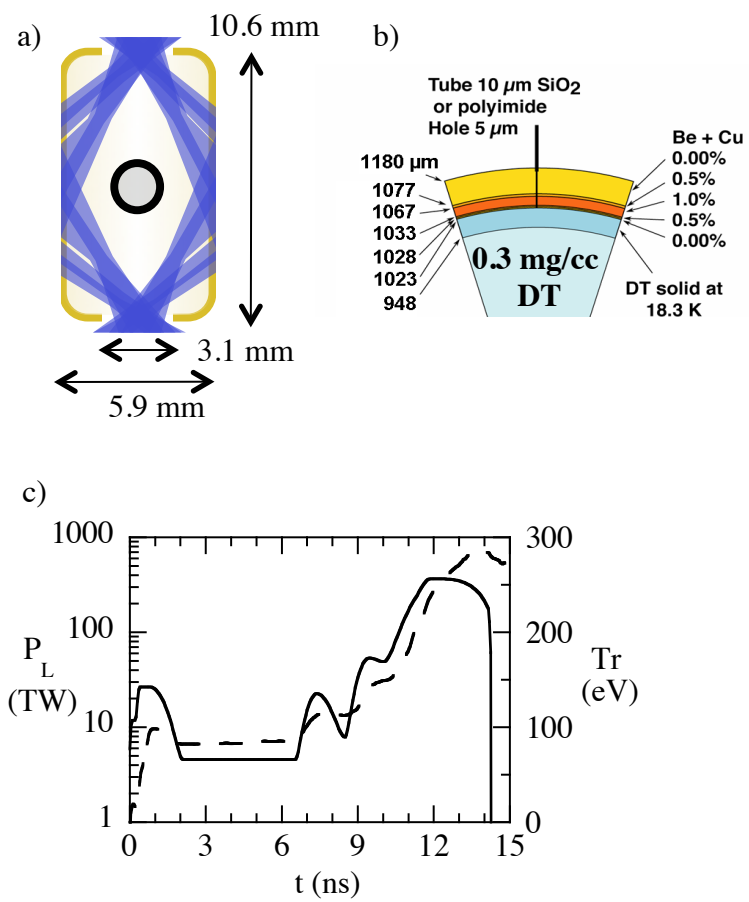 a)
10.6 mm
3.1 mm
5.9 mm
b)
Tube 10 µm SiO2
or polyimide
Hole 5 µm
1180 µm
1077
1067
1033
1028
1023
948
Be + Cu
0.00%
0.5%
1.0%
0.5%
0.00%
0.3 mg/cc
DT
DT solid at
18.3 K
c)
1000
100
10
1
PL
(TW)
300
200
100
0
Tr
(eV)
0
3
6
9
12
15
t (ns)